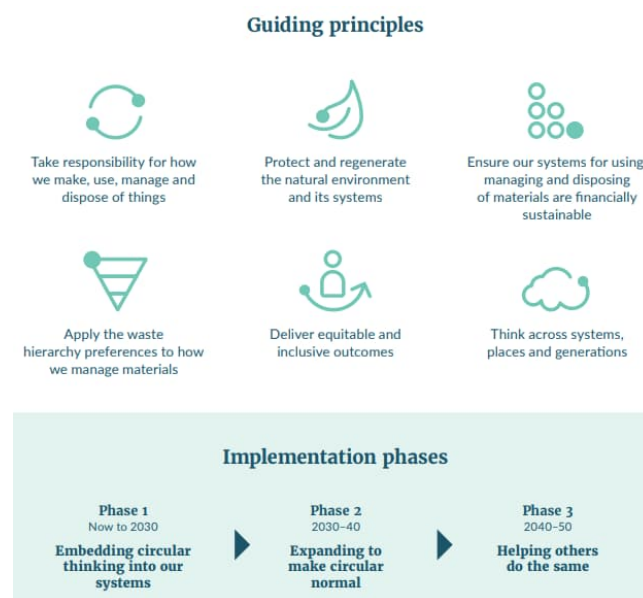 Guiding principles
Take responsibility for how
we make, use, manage and
dispose of things
Protect and regenerate
the natural environment
and its systems
Ensure our systems for using
managing and disposing
of materials are financially
sustainable
Apply the waste
hierarchy preferences to how
we manage materials
Deliver equitable and
inclusive outcomes
Think across systems,
places and generations
Implementation phases
Phase 1
Now to 2030
Embedding circular
thinking into our
systems
Phase 2
2030–40
Expanding to
make circular
normal
Phase 3
2040–50
Helping others
do the same